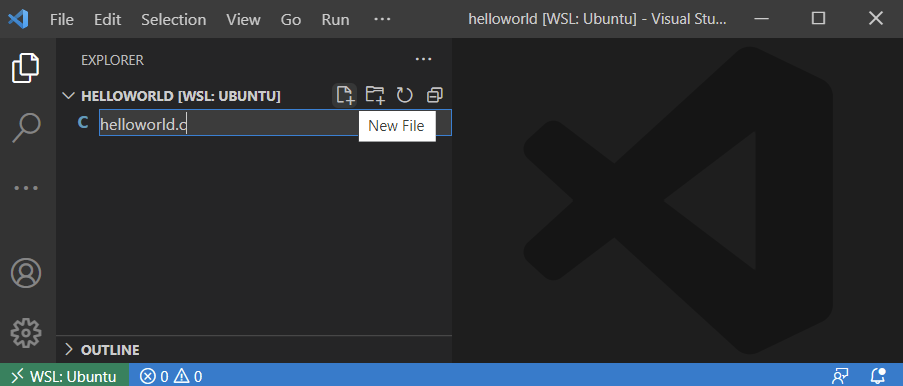 File Edit Selection View Go Run ··· helloworld [WSL: Ubuntu] - Visual Stu...
EXPLORER ···
HELLOWORLD [WSL: UBUNTU]
C helloworld.c
New File
OUTLINE
WSL: Ubuntu 0 0